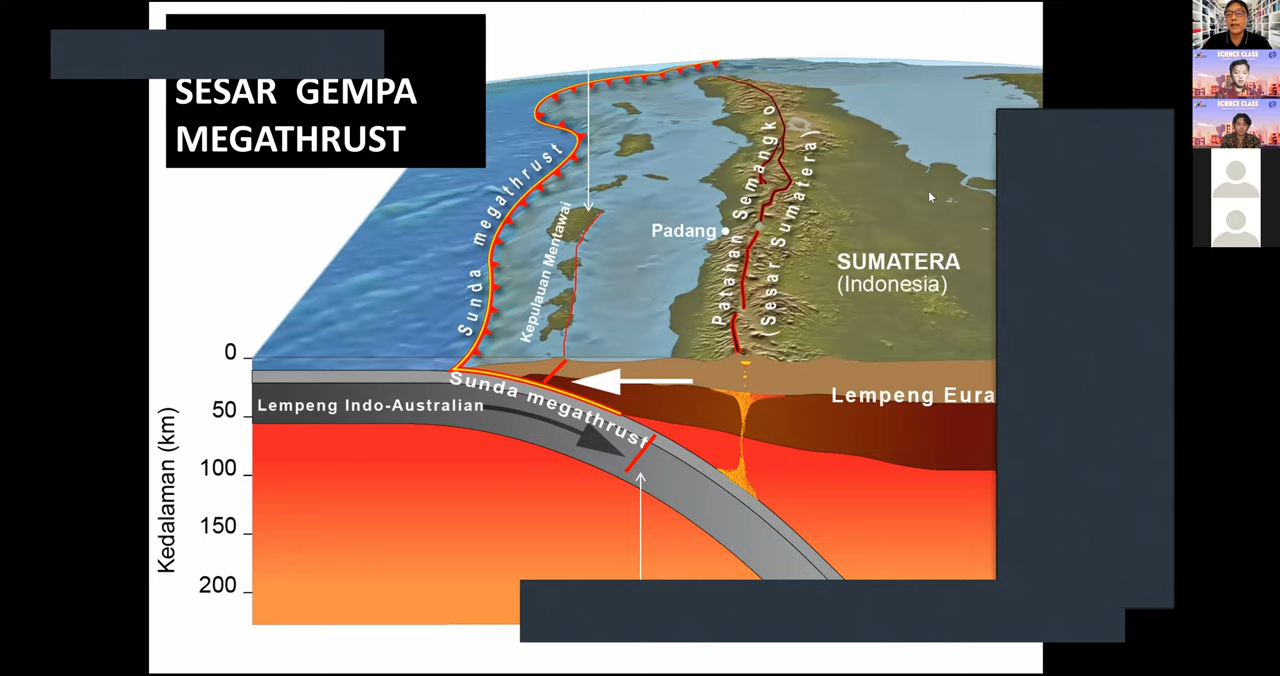 SESAR GEMPA
MEGATHRUST
Sunda megathrust
Kepulauan Mentawai
Padang
Patahan Semangko
(Sesar Sumatera)
SUMATERA
(Indonesia)
Kedalaman (km)
0
50
100
150
200
Sunda megathrust
Lempeng Indo-Australian
Lempeng Eura
SCIENCE CLASS
SCIENCE CLASS